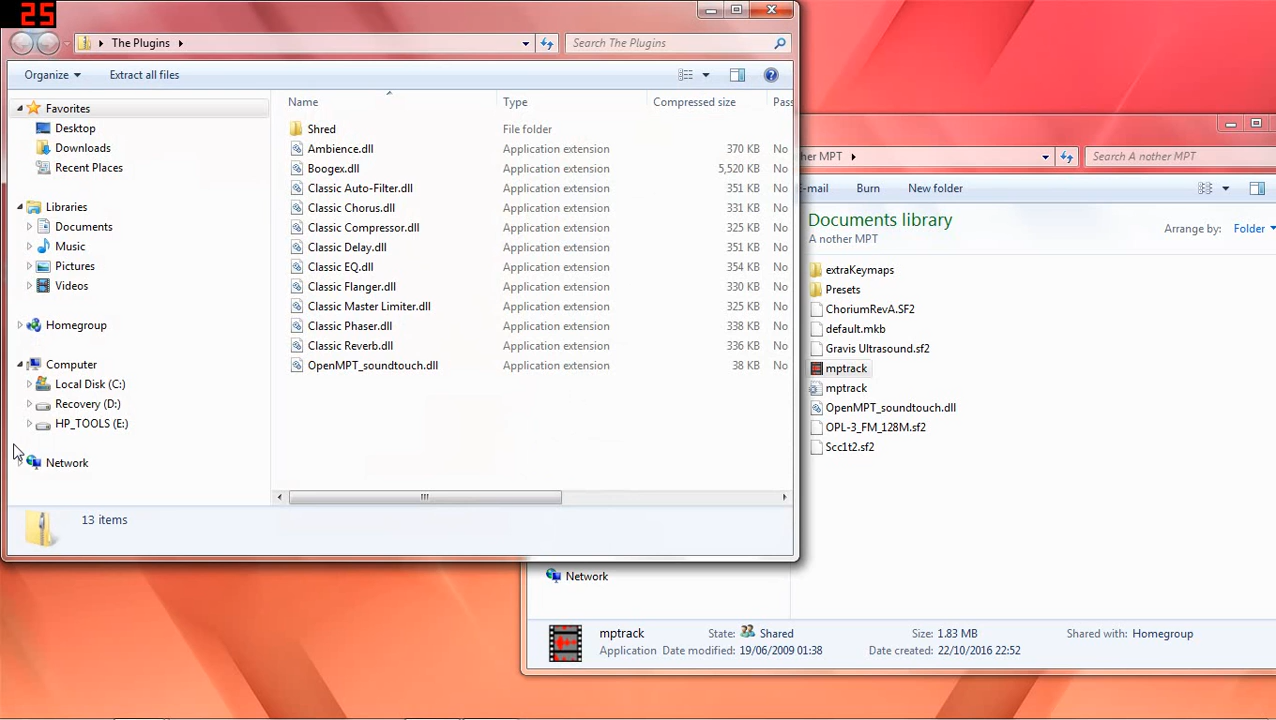 25
The Plugins
Search The Plugins
Organize
Extract all files
Favorites
Desktop
Downloads
Recent Places
Libraries
Documents
Music
Pictures
Videos
Homegroup
Computer
Local Disk (C:)
Recovery (D:)
HP_TOOLS (E:)
Network
Name Type Compressed size Pass
Shred File folder
Ambience.dll Application extension 370 KB No
Boogex.dll Application extension 5,520 KB No
Classic Auto-Filter.dll Application extension 351 KB No
Classic Chorus.dll Application extension 331 KB No
Classic Compressor.dll Application extension 325 KB No
Classic Delay.dll Application extension 351 KB No
Classic EQ.dll Application extension 354 KB No
Classic Flanger.dll Application extension 330 KB No
Classic Master Limiter.dll Application extension 325 KB No
Classic Phaser.dll Application extension 338 KB No
Classic Reverb.dll Application extension 336 KB No
OpenMPT_soundtouch.dll Application extension 38 KB No
13 items
her MPT
Search A nother MPT
-mail
Burn
New folder
Documents library
A nother MPT
Arrange by: Folder
extraKeymaps
Presets
ChoriumRevA.SF2
default.mkb
Gravis Ultrasound.sf2
mptrack
mptrack
OpenMPT_soundtouch.dll
OPL-3_FM_128M.sf2
Scc1t2.sf2
Network
mptrack State: Shared Size: 1.83 MB Shared with: Homegroup
Application Date modified: 19/06/2009 01:38 Date created: 22/10/2016 22:52